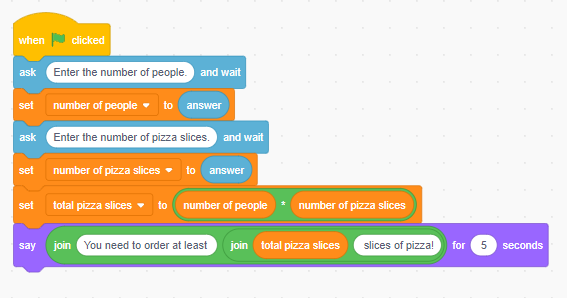 when clicked
ask Enter the number of people. and wait
set number of people to answer
ask Enter the number of pizza slices. and wait
set number of pizza slices to answer
set total pizza slices to number of people * number of pizza slices
say join You need to order at least join total pizza slices slices of pizza! for 5 seconds